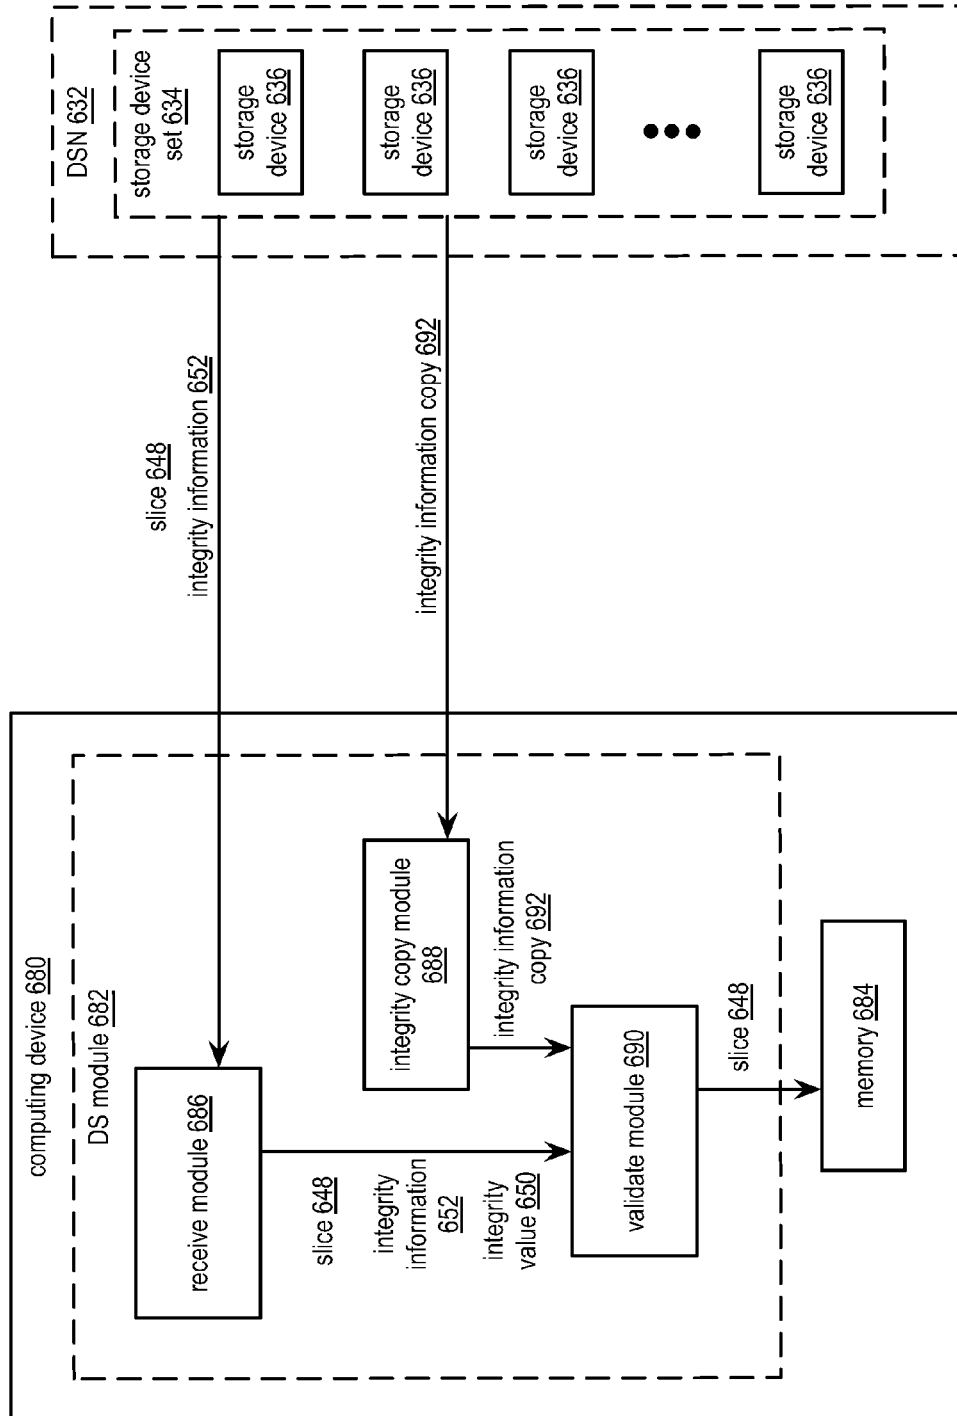 computing device 680
DS module 682
receive module 686
slice 648
integrity
information
652
integrity
value 650
integrity copy module
688
integrity information
copy 692
validate module 690
slice 648
memory 684
slice 648
integrity information 652
integrity information copy 692
DSN 632
storage device
set 634
storage
device 636
storage
device 636
storage
device 636
storage
device 636